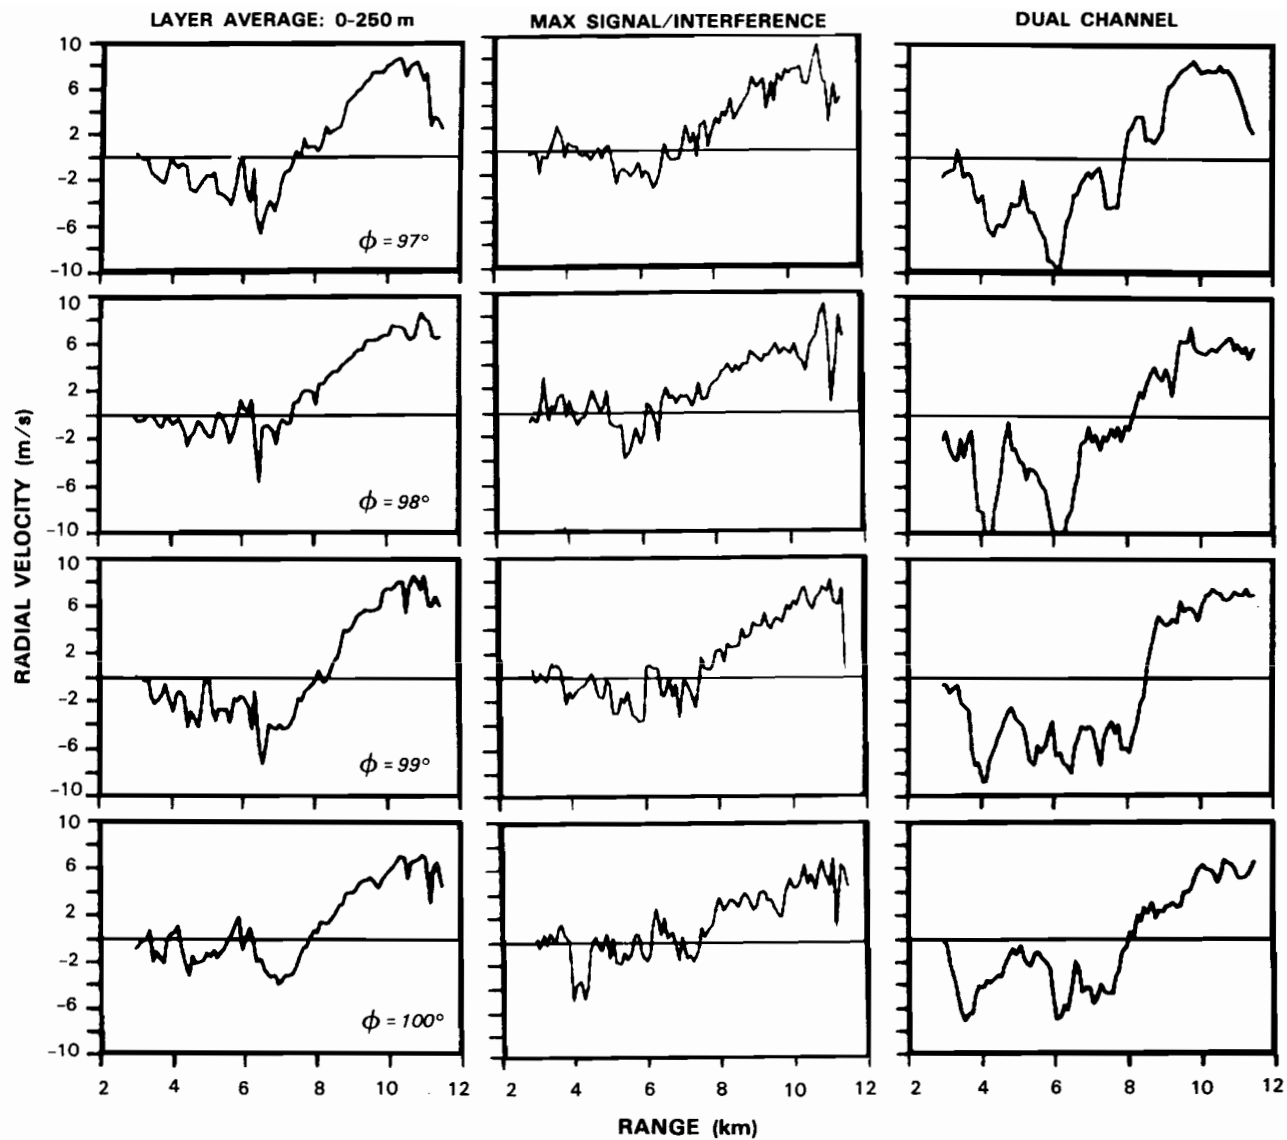 LAYER AVERAGE: 0-250 m
MAX SIGNAL/INTERFERENCE
DUAL CHANNEL
10
6
2
-2
-6
-10
ϕ = 97°
10
6
2
-2
-6
-10
ϕ = 98°
10
6
2
-2
-6
-10
ϕ = 99°
10
6
2
-2
-6
-10
ϕ = 100°
RADIAL VELOCITY (m/s)
2 4 6 8 10 12
2 4 6 8 10 12
2 4 6 8 10 12
RANGE (km)